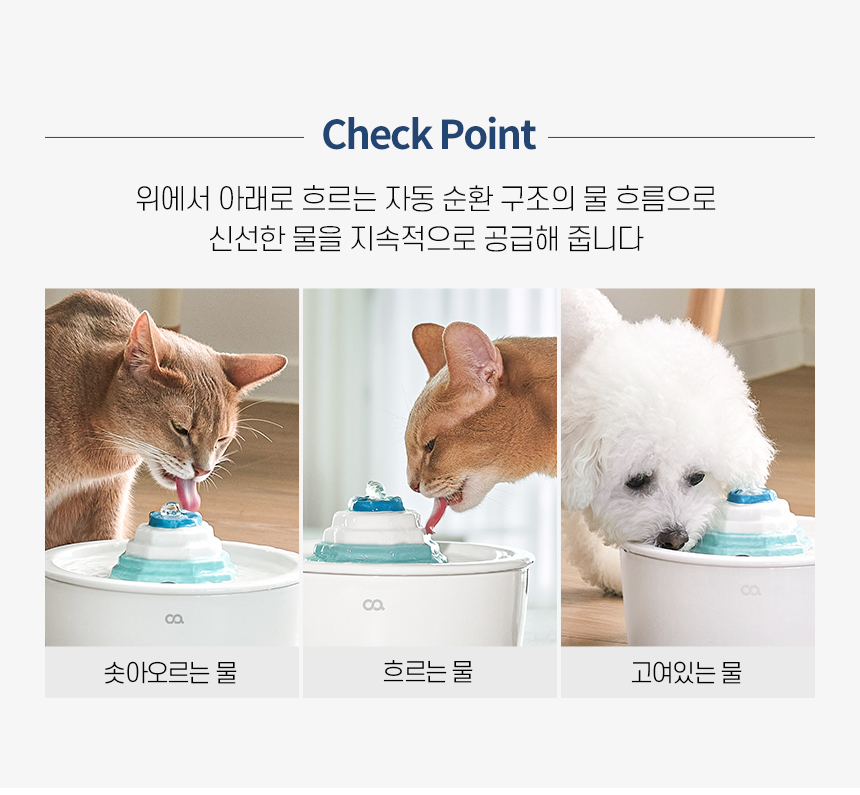 Check Point
위에서 아래로 흐르는 자동 순환 구조의 물 흐름으로
신선한 물을 지속적으로 공급해 줍니다
솟아오르는 물
흐르는 물
고여있는 물